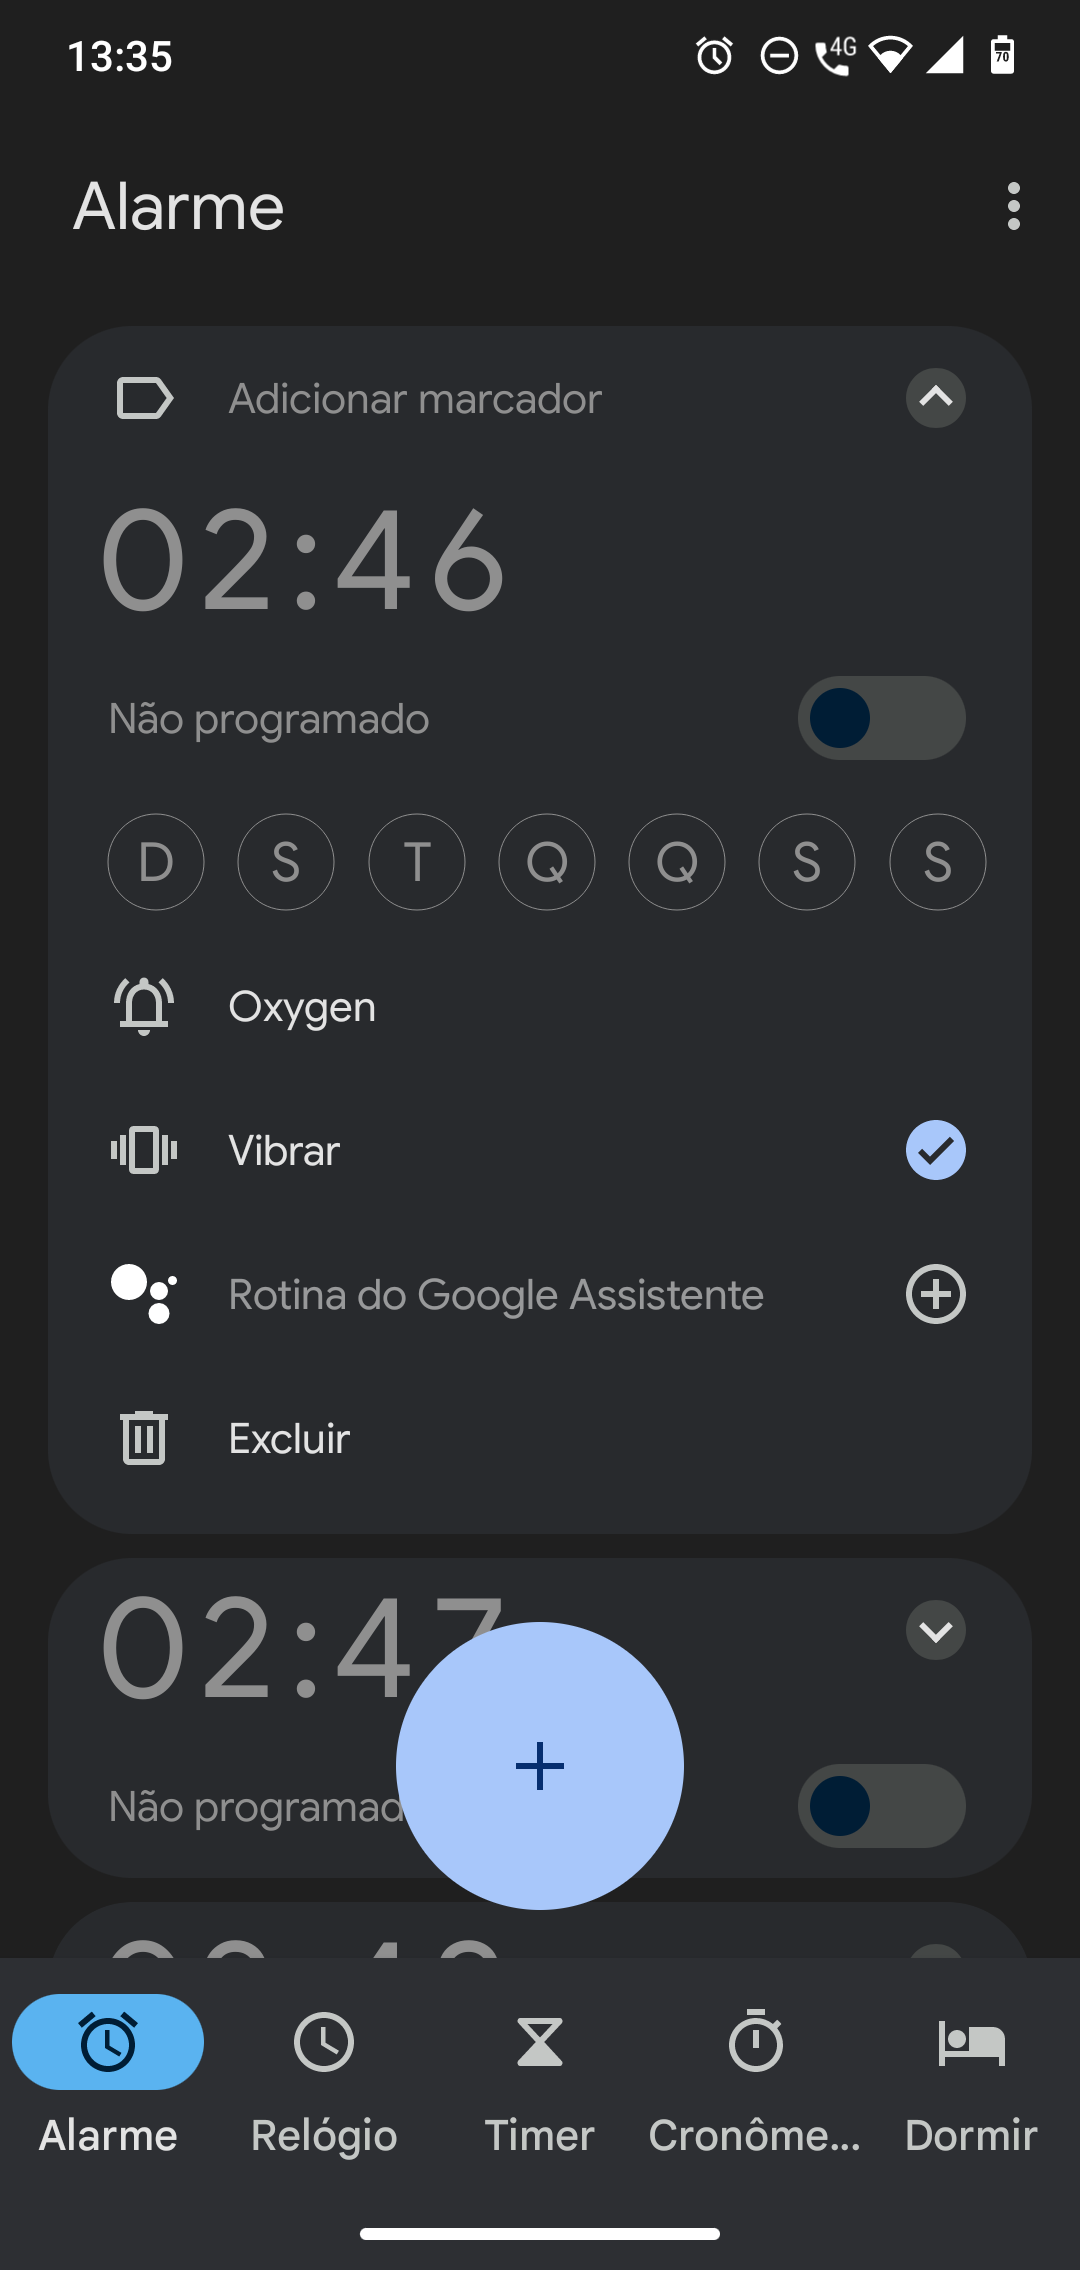 13:35
4G
70
Alarme
Adicionar marcador
02:46
Não programado
D S T Q Q S S
Oxygen
Vibrar
Rotina do Google Assistente
Excluir
02:47
Não programad
Alarme Relógio Timer Cronôme... Dormir